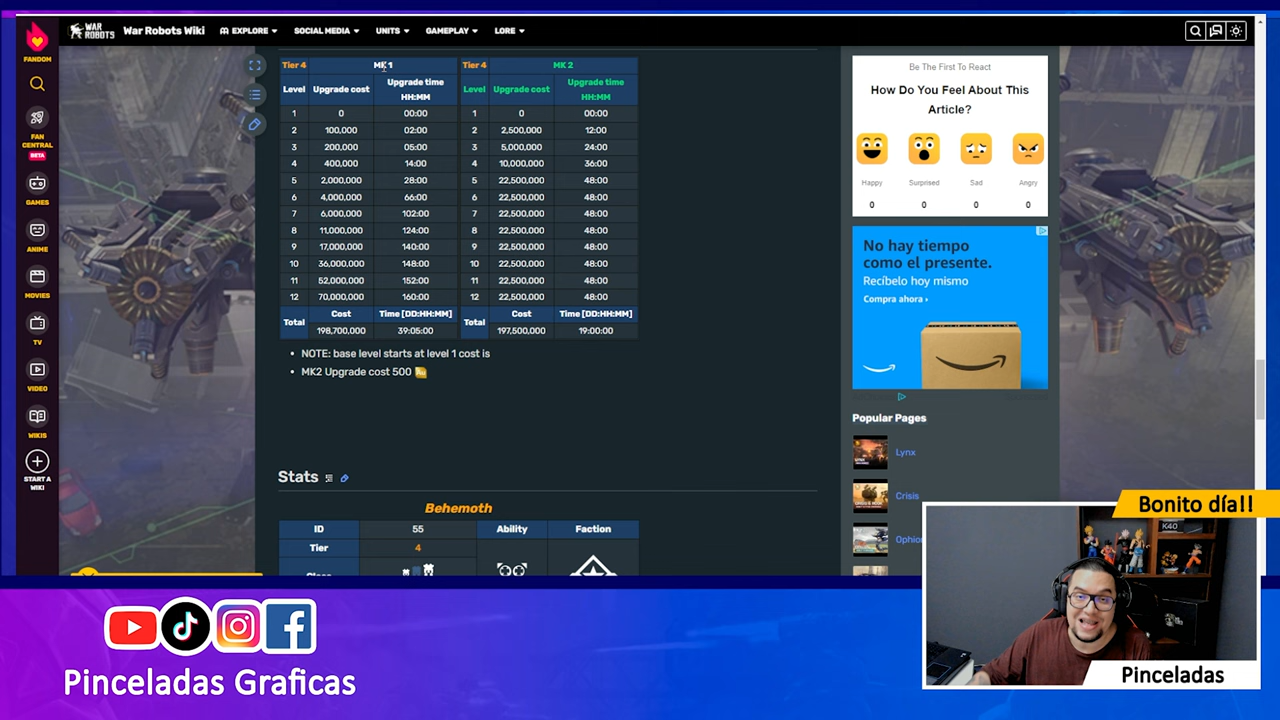 WAR ROBOTS
War Robots Wiki
EXPLORE
SOCIAL MEDIA
UNITS
GAMEPLAY
LORE
FANDOM
FAN CENTRAL
BETA
GAMES
ANIME
MOVIES
TV
VIDEO
WIKIS
START A WIKI
Tier 4 MK 1 Tier 4 MK 2
Level Upgrade cost Upgrade time HH:MM Level Upgrade cost Upgrade time HH:MM
1 0 00:00 1 0 00:00
2 100,000 02:00 2 2,500,000 12:00
3 200,000 05:00 3 5,000,000 24:00
4 400,000 14:00 4 10,000,000 36:00
5 2,000,000 28:00 5 22,500,000 48:00
6 4,000,000 66:00 6 22,500,000 48:00
7 6,000,000 102:00 7 22,500,000 48:00
8 11,000,000 124:00 8 22,500,000 48:00
9 17,000,000 140:00 9 22,500,000 48:00
10 36,000,000 148:00 10 22,500,000 48:00
11 52,000,000 152:00 11 22,500,000 48:00
12 70,000,000 160:00 12 22,500,000 48:00
Total Cost Time [DD:HH:MM] Total Cost Time [DD:HH:MM]
198,700,000 39:05:00 197,500,000 19:00:00
NOTE: base level starts at level 1 cost is
MK2 Upgrade cost 500
Stats
Behemoth
ID 55 Ability Faction
Tier 4
Be The First To React
How Do You Feel About This
Article?
Happy Surprised Sad Angry
0 0 0 0
No hay tiempo
como el presente.
Recíbelo hoy mismo
Compra ahora ›
Popular Pages
Lynx
Crisis
Bonito día!!
K40
Pinceladas
Pinceladas Graficas